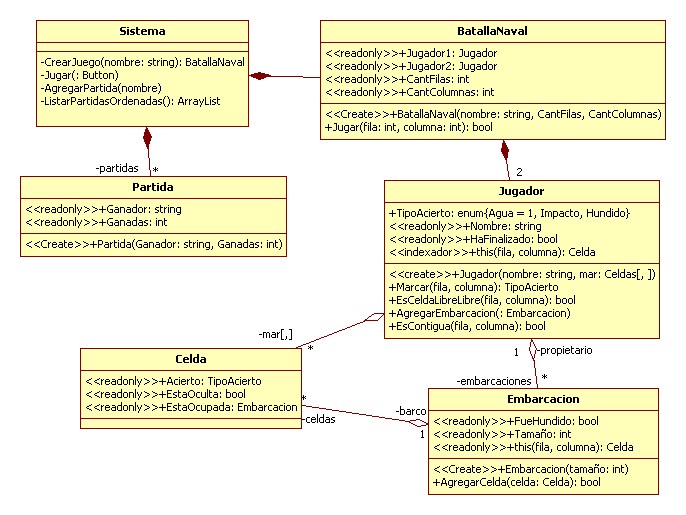 Sistema
-CrearJuego(nombre: string): BatallaNaval
-Jugar(: Button)
-AgregarPartida(nombre)
-ListarPartidasOrdenadas(): ArrayList
BatallaNaval
<<readonly>>+Jugador1: Jugador
<<readonly>>+Jugador2: Jugador
<<readonly>>+CantFilas: int
<<readonly>>+CantColumnas: int
<<Create>>+BatallaNaval(nombre: string, CantFilas, CantColumnas)
+Jugar(fila: int, columna: int): bool
-partidas
*
2
Partida
<<readonly>>+Ganador: string
<<readonly>>+Ganadas: int
<<Create>>+Partida(Ganador: string, Ganadas: int)
Jugador
+TipoAcierto: enum{Agua = 1, Impacto, Hundido}
<<readonly>>+Nombre: string
<<readonly>>+HaFinalizado: bool
<<indexador>>+this(fila, columna): Celda
<<create>>+Jugador(nombre: string, mar: Celdas[, ])
+Marcar(fila, columna): TipoAcierto
+EsCeldaLibreLibre(fila, columna): bool
+AgregarEmbarcacion(: Embarcacion)
+EsContigua(fila, columna): bool
-mar[,]
*
1
-propietario
-embarcaciones
*
Celda
<<readonly>>+Acierto: TipoAcierto
<<readonly>>+EstaOculta: bool
<<readonly>>+EstaOcupada: Embarcacion
*
-celdas
-barco
1
Embarcacion
<<readonly>>+FueHundido: bool
<<readonly>>+Tamaño: int
<<readonly>>+this(fila, columna): Celda
<<Create>>+Embarcacion(tamaño: int)
+AgregarCelda(celda: Celda): bool